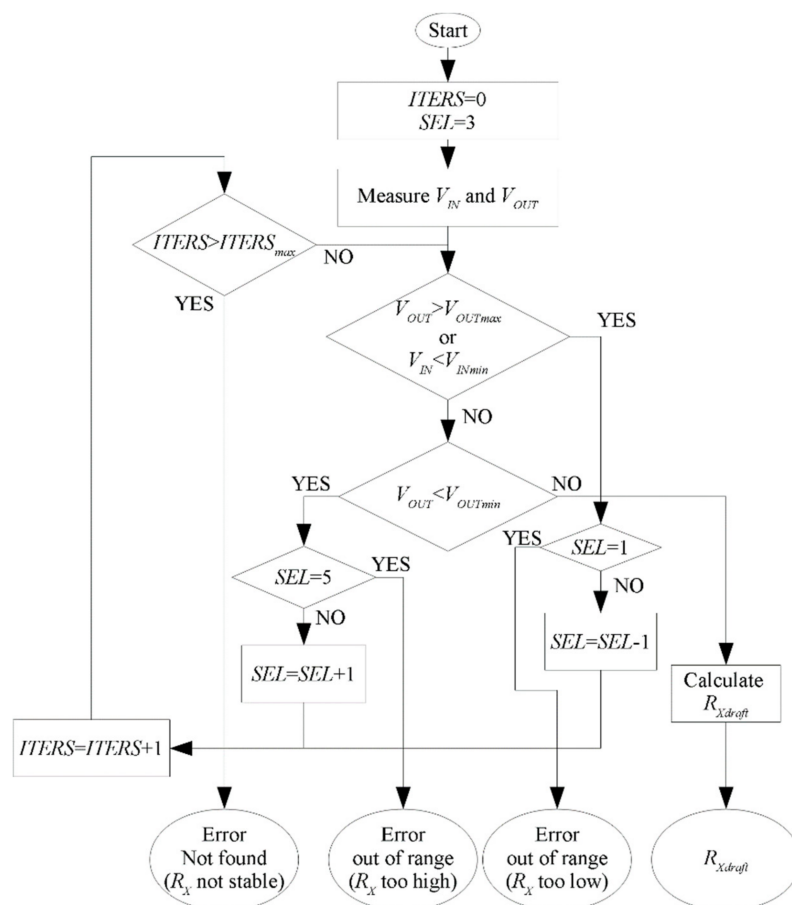 Start
ITERS=0
SEL=3
Measure V_IN and V_OUT
ITERS>ITERS_max
NO
YES
V_OUT>V_OUTmax
or
V_IN<V_INmin
YES
NO
V_OUT<V_OUTmin
YES
NO
SEL=5
YES
NO
SEL=1
YES
NO
SEL=SEL+1
SEL=SEL-1
Calculate
R_Xdraft
ITERS=ITERS+1
Error
Not found
(R_X not stable)
Error
out of range
(R_X too high)
Error
out of range
(R_X too low)
R_Xdraft